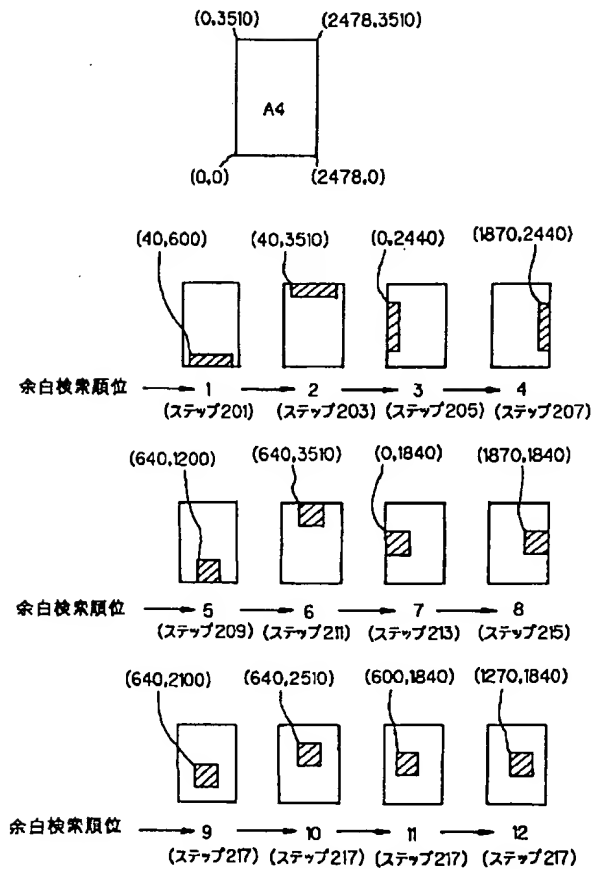 (0,3510) (2478,3510)
A4
(0,0) (2478,0)
(40,600) (40,3510) (0,2440) (1870,2440)
余白検索順位 1 2 3 4
(ステップ201) (ステップ203) (ステップ205) (ステップ207)
(640,1200) (640,3510) (0,1840) (1870,1840)
余白検索順位 5 6 7 8
(ステップ209) (ステップ211) (ステップ213) (ステップ215)
(640,2100) (640,2510) (600,1840) (1270,1840)
余白検索順位 9 10 11 12
(ステップ217) (ステップ217) (ステップ217) (ステップ217)